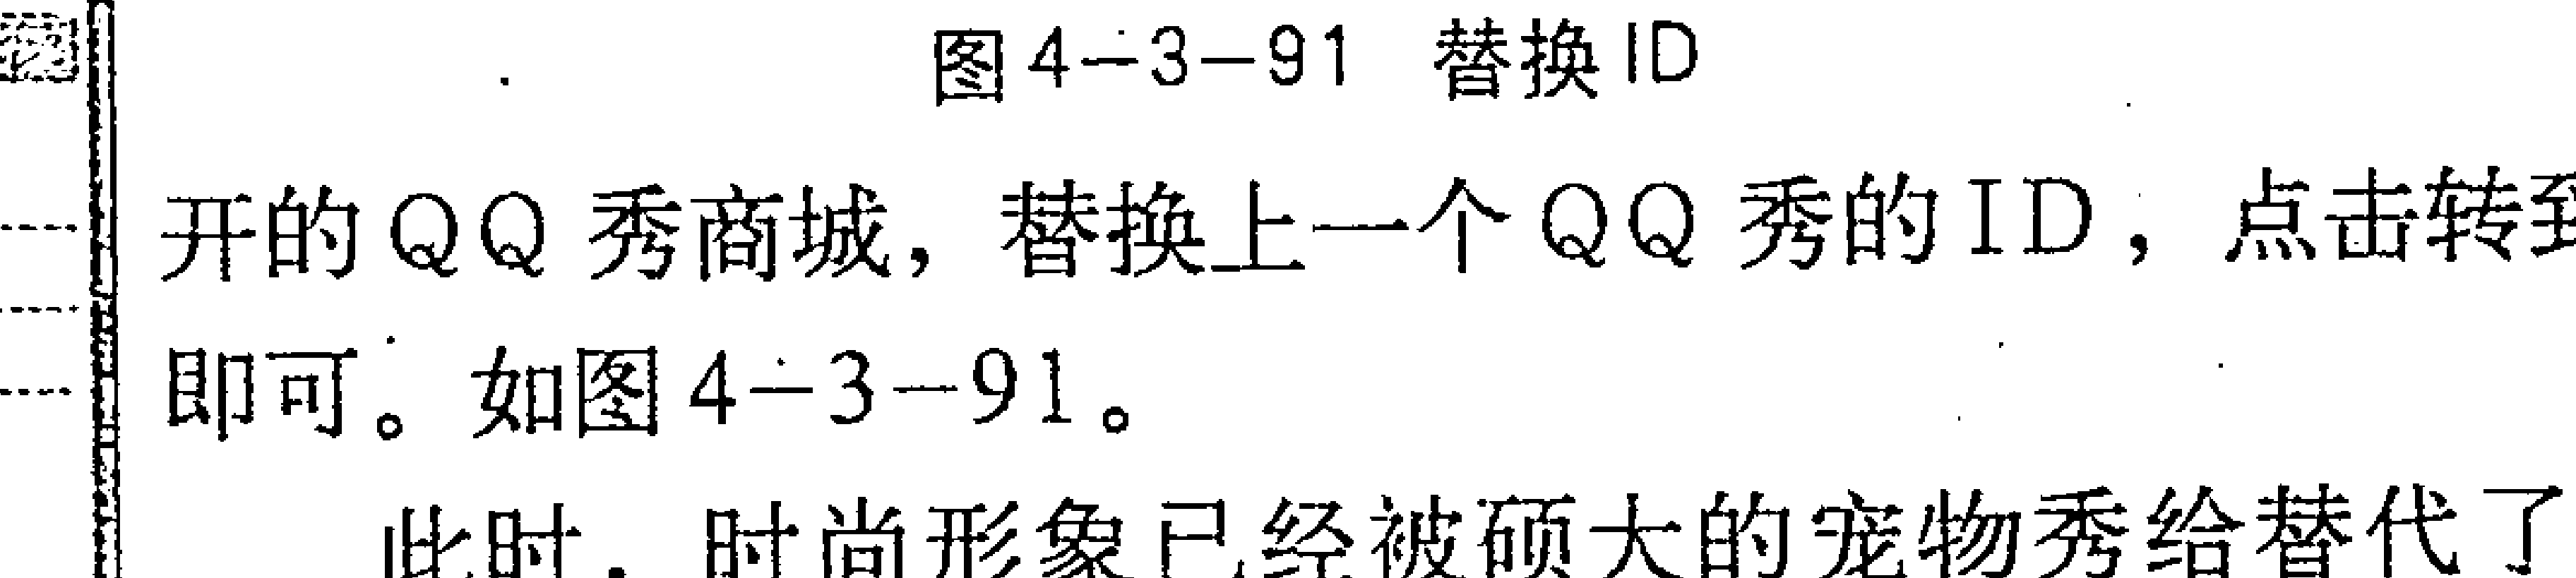 图4-3-91 替换ID
开的QQ秀商城，替换上一个QQ秀的ID，点击转到
即可。如图4-3-91。
此时，时尚形象已经被硕大的宠物秀给替代了